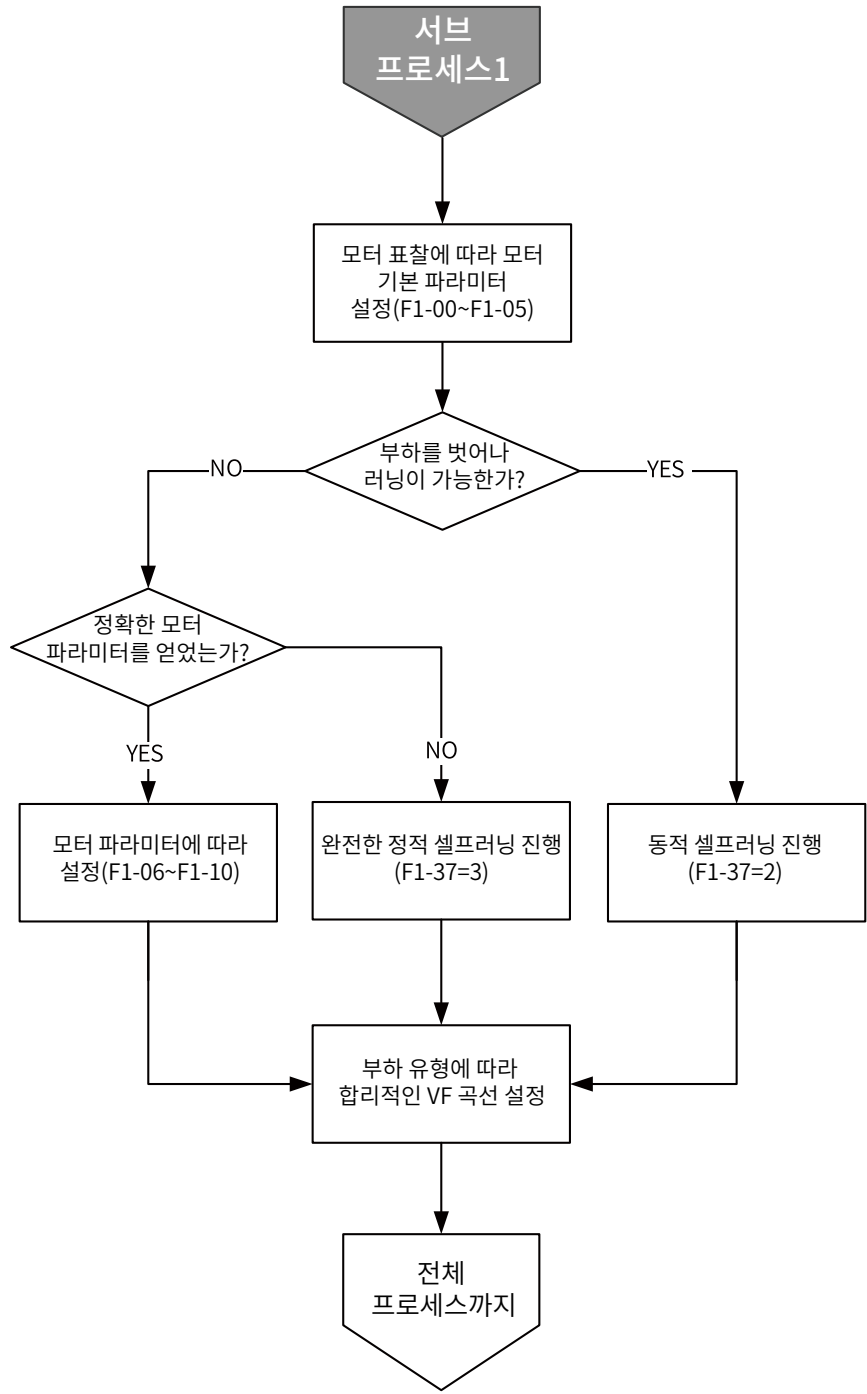 서브
프로세스1
모터 표찰에 따라 모터
기본 파라미터
설정(F1-00~F1-05)
부하를 벗어나
러닝이 가능한가?
NO
YES
정확한 모터
파라미터를 얻었는가?
YES
NO
모터 파라미터에 따라
설정(F1-06~F1-10)
완전한 정적 셀프러닝 진행
(F1-37=3)
동적 셀프러닝 진행
(F1-37=2)
부하 유형에 따라
합리적인 VF 곡선 설정
전체
프로세스까지